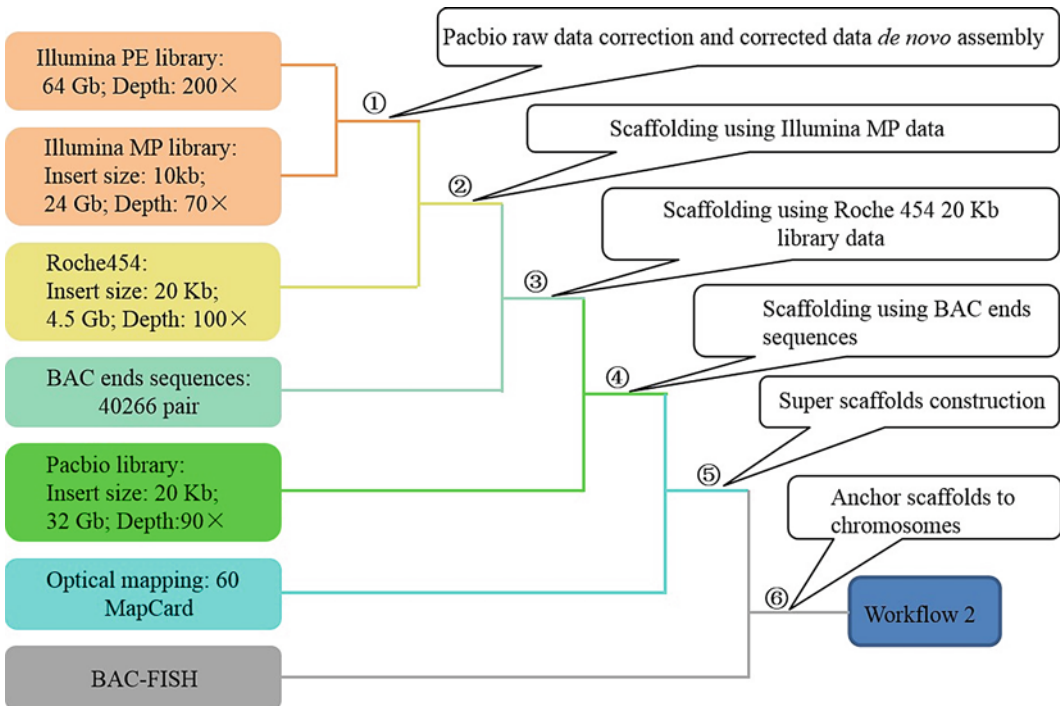 Illumina PE library:
64 Gb; Depth: 200×
Illumina MP library:
Insert size: 10kb;
24 Gb; Depth: 70×
Roche454:
Insert size: 20 Kb;
4.5 Gb; Depth: 100×
BAC ends sequences:
40266 pair
Pacbio library:
Insert size: 20 Kb;
32 Gb; Depth:90×
Optical mapping: 60
MapCard
BAC-FISH
①
Pacbio raw data correction and corrected data de novo assembly
②
Scaffolding using Illumina MP data
③
Scaffolding using Roche 454 20 Kb
library data
④
Scaffolding using BAC ends
sequences
⑤
Super scaffolds construction
⑥
Anchor scaffolds to
chromosomes
Workflow 2